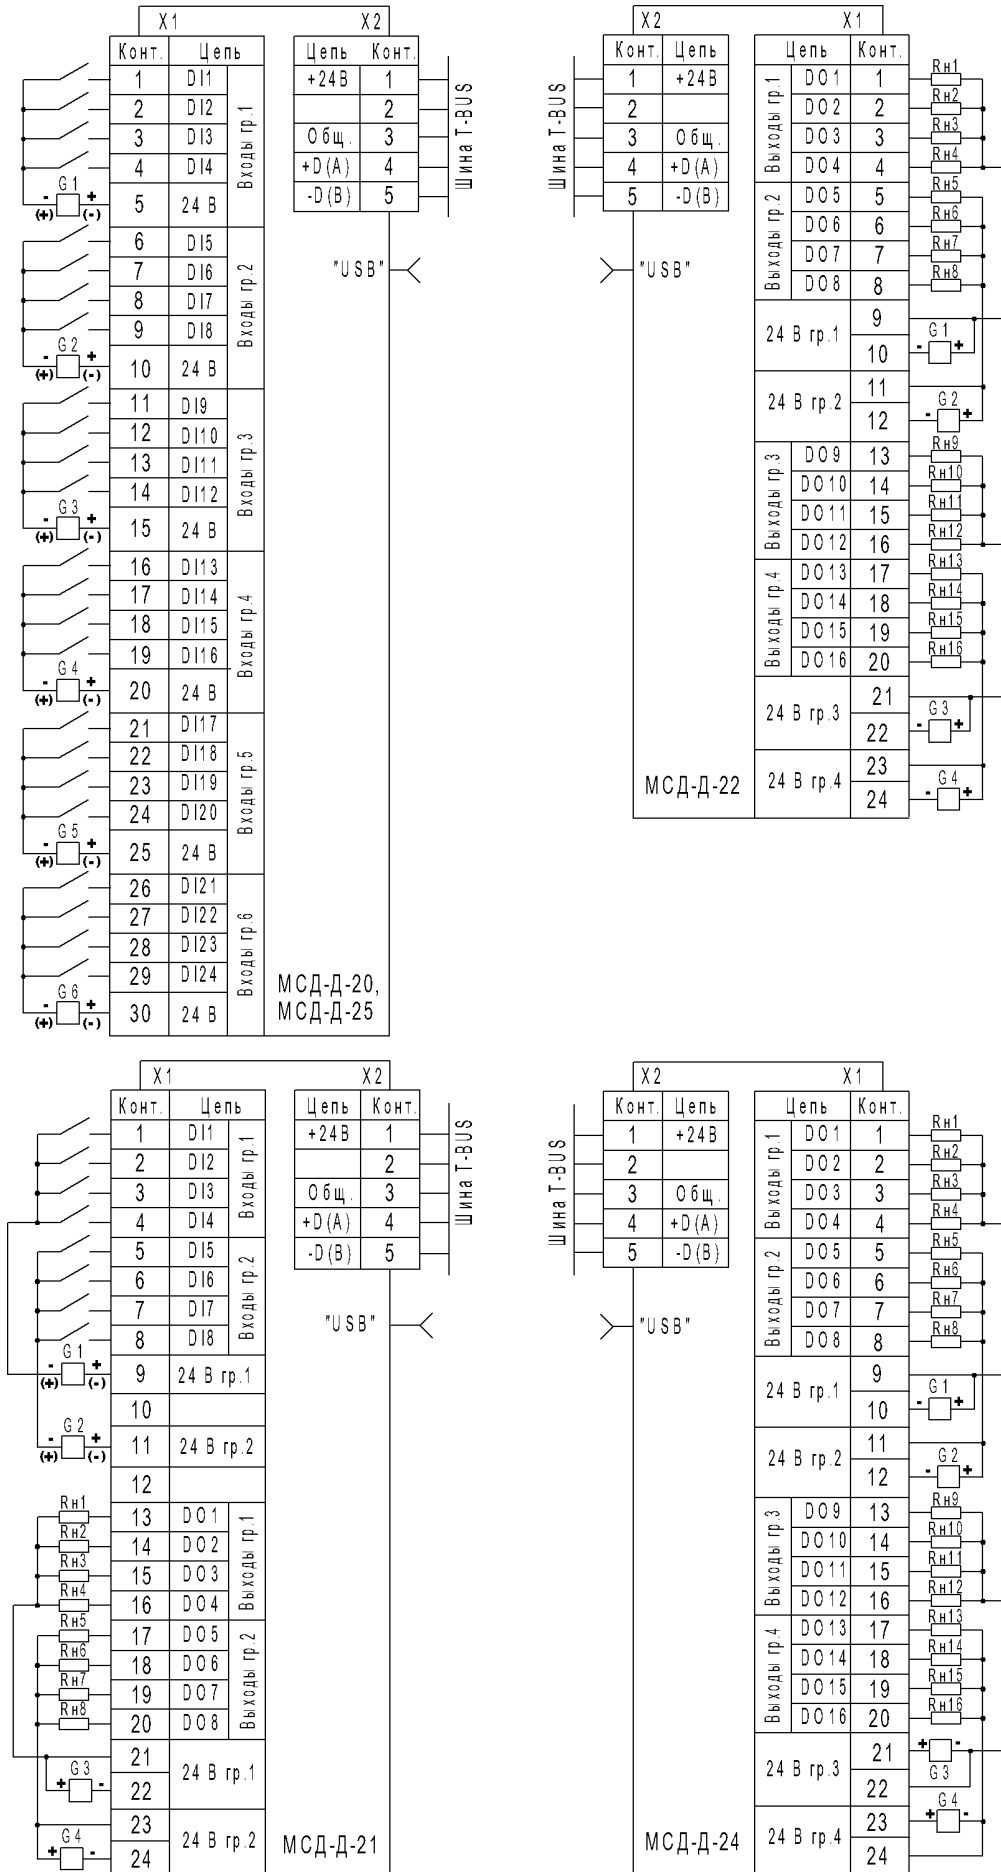 X1 X2
Конт. Цепь Цепь Конт.
1 DI1 +24В 1
2 DI2 2
3 DI3 Общ. 3
4 DI4 +D(A) 4
- G1 +
(+) (-)
5 24 В -D(B) 5
Входы гр.1
Шина T-BUS
6 DI5
7 DI6 "USB"
8 DI7
9 DI8
- G2 +
(+) (-)
10 24 В
Входы гр.2
11 DI9
12 DI10
13 DI11
14 DI12
- G3 +
(+) (-)
15 24 В
Входы гр.3
16 DI13
17 DI14
18 DI15
19 DI16
- G4 +
(+) (-)
20 24 В
Входы гр.4
21 DI17
22 DI18
23 DI19
24 DI20
- G5 +
(+) (-)
25 24 В
Входы гр.5
26 DI21
27 DI22
28 DI23
29 DI24
- G6 +
(+) (-)
30 24 В
Входы гр.6
МСД-Д-20,
МСД-Д-25
X2 X1
Конт. Цепь Цепь Конт.
1 +24В DO1 1 Rн1
2 DO2 2 Rн2
3 Общ. DO3 3 Rн3
4 +D(A) DO4 4 Rн4
5 -D(B) DO5 5 Rн5
Шина T-BUS
Выходы гр.1
DO6 6 Rн6
"USB" DO7 7 Rн7
DO8 8 Rн8
Выходы гр.2
24 В гр.1 9
10 - G1 +
24 В гр.2 11
12 - G2 +
DO9 13 Rн9
DO10 14 Rн10
DO11 15 Rн11
DO12 16 Rн12
Выходы гр.3
DO13 17 Rн13
DO14 18 Rн14
DO15 19 Rн15
DO16 20 Rн16
Выходы гр.4
24 В гр.3 21
22 - G3 +
24 В гр.4 23
24 - G4 +
МСД-Д-22
X1 X2
Конт. Цепь Цепь Конт.
1 DI1 +24В 1
2 DI2 2
3 DI3 Общ. 3
4 DI4 +D(A) 4
Входы гр.1
5 DI5 -D(B) 5
Шина T-BUS
6 DI6
7 DI7 "USB"
8 DI8
Входы гр.2
- G1 +
(+) (-)
9 24 В гр.1
10
- G2 +
(+) (-)
11 24 В гр.2
12
Rн1 13 DO1
Rн2 14 DO2
Rн3 15 DO3
Rн4 16 DO4
Выходы гр.1
Rн5 17 DO5
Rн6 18 DO6
Rн7 19 DO7
Rн8 20 DO8
Выходы гр.2
21 24 В гр.1
+ G3 - 22
23 24 В гр.2
+ G4 - 24
МСД-Д-21
X2 X1
Конт. Цепь Цепь Конт.
1 +24В DO1 1 Rн1
2 DO2 2 Rн2
3 Общ. DO3 3 Rн3
4 +D(A) DO4 4 Rн4
Выходы гр.1
5 -D(B) DO5 5 Rн5
Шина T-BUS
DO6 6 Rн6
"USB" DO7 7 Rн7
DO8 8 Rн8
Выходы гр.2
24 В гр.1 9
10 - G1 +
24 В гр.2 11
12 - G2 +
DO9 13 Rн9
DO10 14 Rн10
DO11 15 Rн11
DO12 16 Rн12
Выходы гр.3
DO13 17 Rн13
DO14 18 Rн14
DO15 19 Rн15
DO16 20 Rн16
Выходы гр.4
24 В гр.3 21 + -
G3
22
24 В гр.4 23 + G4 -
24
МСД-Д-24